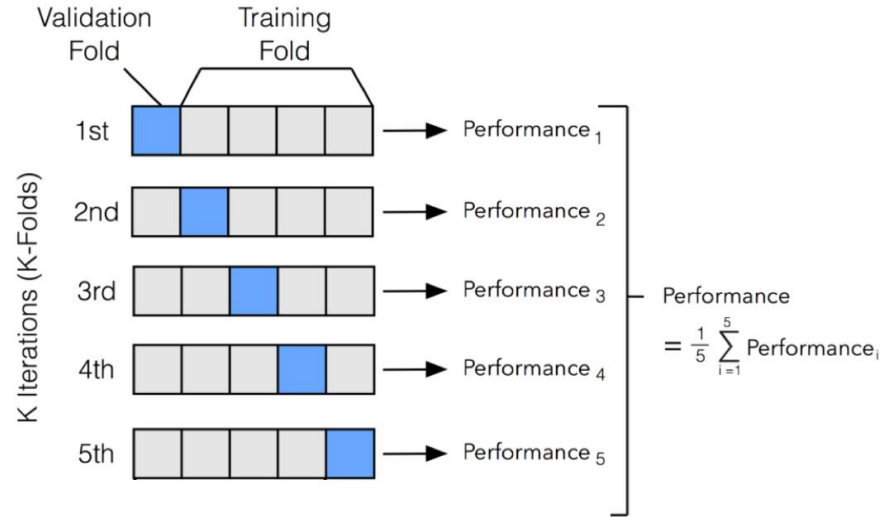 Validation
Fold
Training
Fold
K Iterations (K-Folds)
1st
Performance 1
2nd
Performance 2
3rd
Performance 3
4th
Performance 4
5th
Performance 5
Performance
= 1/5 5∑i=1 Performance i